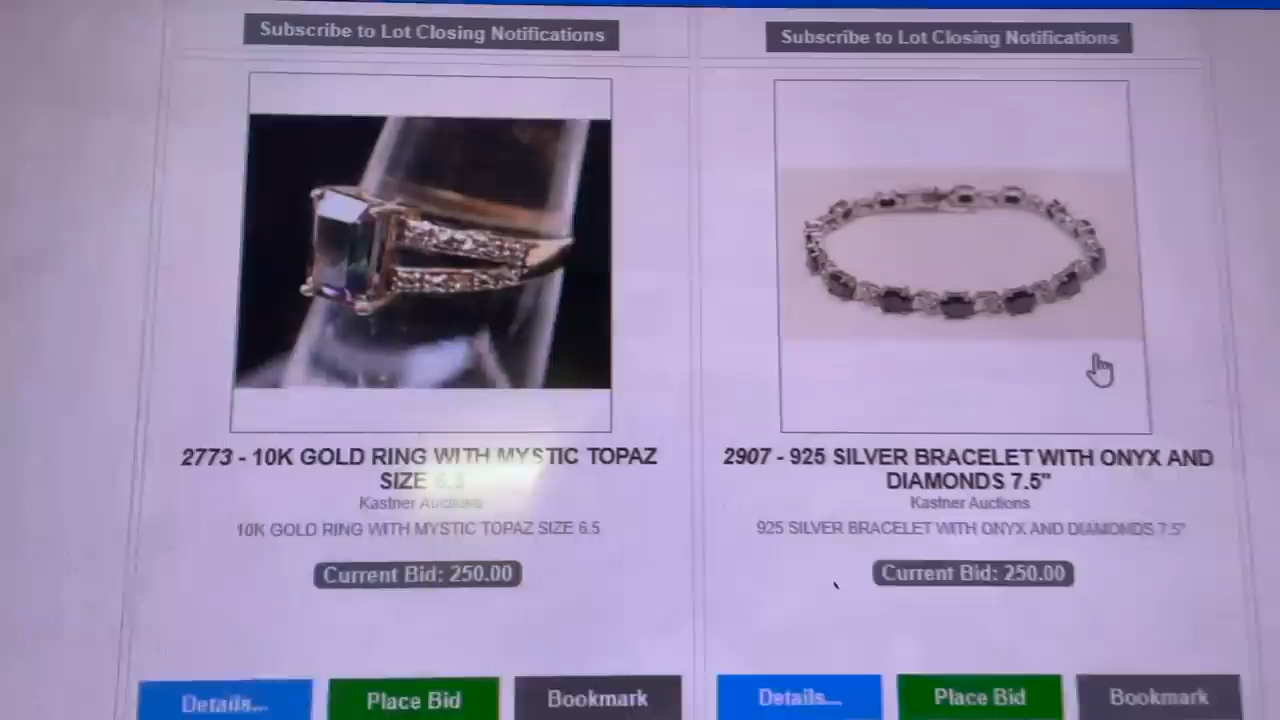 Subscribe to Lot Closing Notifications
2773 - 10K GOLD RING WITH MYSTIC TOPAZ
SIZE
Kastner Auctions
10K GOLD RING WITH MYSTIC TOPAZ SIZE 6.5
Current Bid: 250.00
Details...
Place Bid
Bookmark
Subscribe to Lot Closing Notifications
2907 - 925 SILVER BRACELET WITH ONYX AND
DIAMONDS 7.5"
Kastner Auctions
925 SILVER BRACELET WITH ONYX AND DIAMONDS 7.5"
Current Bid: 250.00
Details...
Place Bid
Bookmark